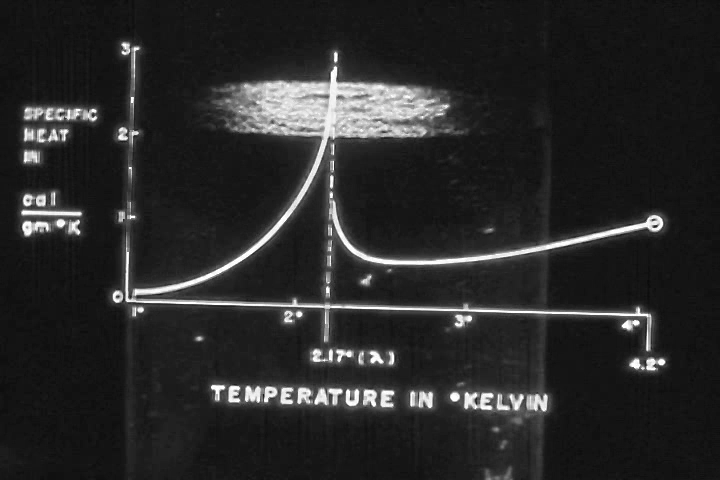 3
SPECIFIC
HEAT
IN
2
cal
gm °K
1
0
1°
2°
3°
4°
2.17° (λ)
4.2°
TEMPERATURE IN °KELVIN